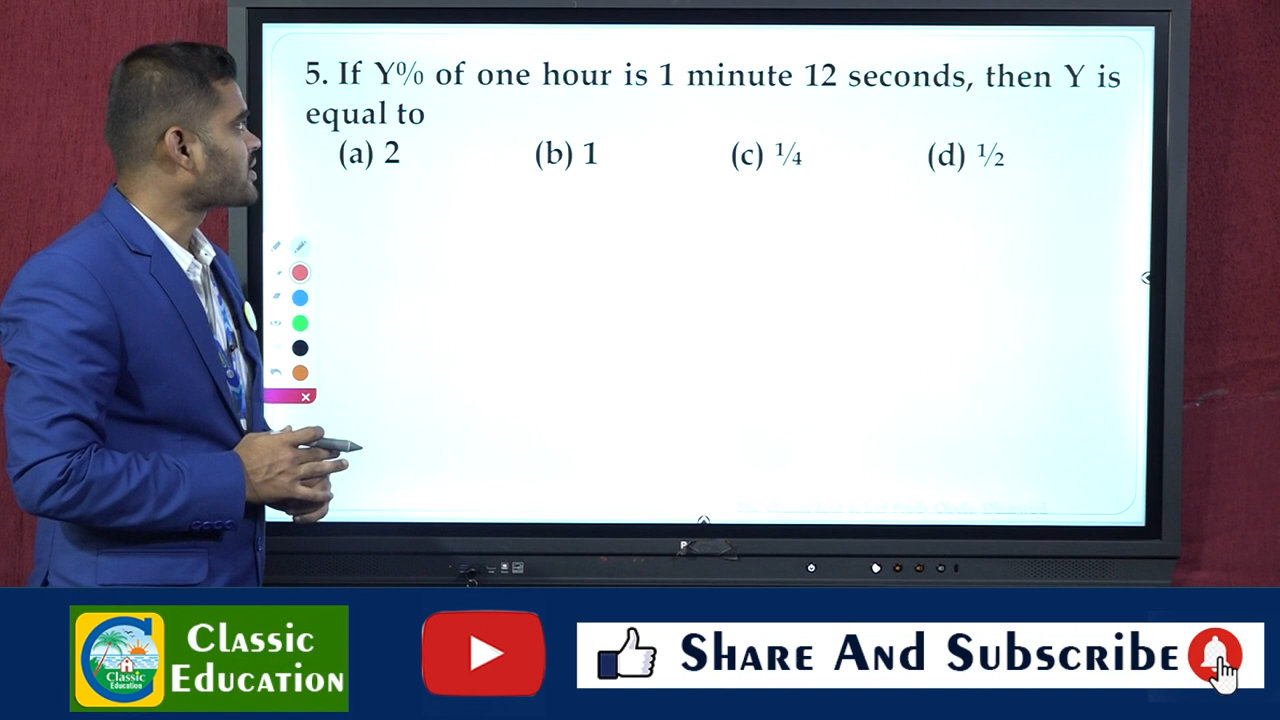 5. If Y% of one hour is 1 minute 12 seconds, then Y is
equal to
(a) 2 (b) 1 (c) ¼ (d) ½
P
Classic
Education
Classic
Education
Share And Subscribe